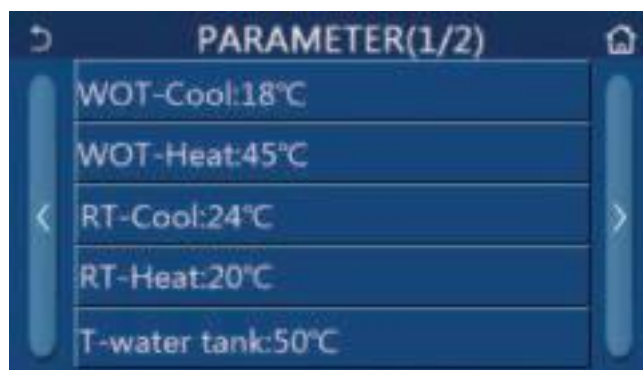 PARAMETER(1/2)
WOT-Cool:18℃
WOT-Heat:45℃
RT-Cool:24℃
RT-Heat:20℃
T-water tank:50℃